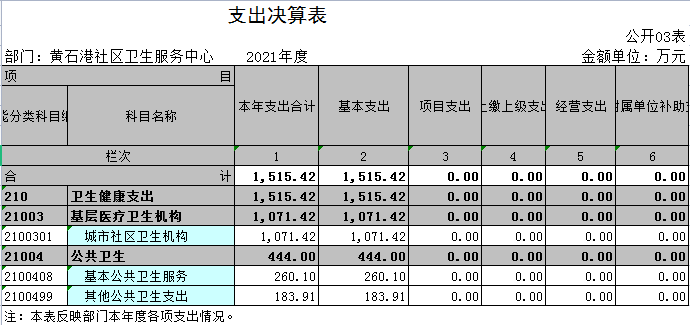 支出决算表
公开03表
部门：黄石港社区卫生服务中心 2021年度 金额单位：万元
项 目 本年支出合计 基本支出 项目支出 上缴上级支出 经营支出 附属单位补助支
能分类科目编 科目名称
栏次 1 2 3 4 5 6
合 计 1,515.42 1,515.42 0.00 0.00 0.00 0.00
210 卫生健康支出 1,515.42 1,515.42 0.00 0.00 0.00 0.00
21003 基层医疗卫生机构 1,071.42 1,071.42 0.00 0.00 0.00 0.00
2100301 城市社区卫生机构 1,071.42 1,071.42 0.00 0.00 0.00 0.00
21004 公共卫生 444.00 444.00 0.00 0.00 0.00 0.00
2100408 基本公共卫生服务 260.10 260.10 0.00 0.00 0.00 0.00
2100499 其他公共卫生支出 183.91 183.91 0.00 0.00 0.00 0.00
注：本表反映部门本年度各项支出情况。